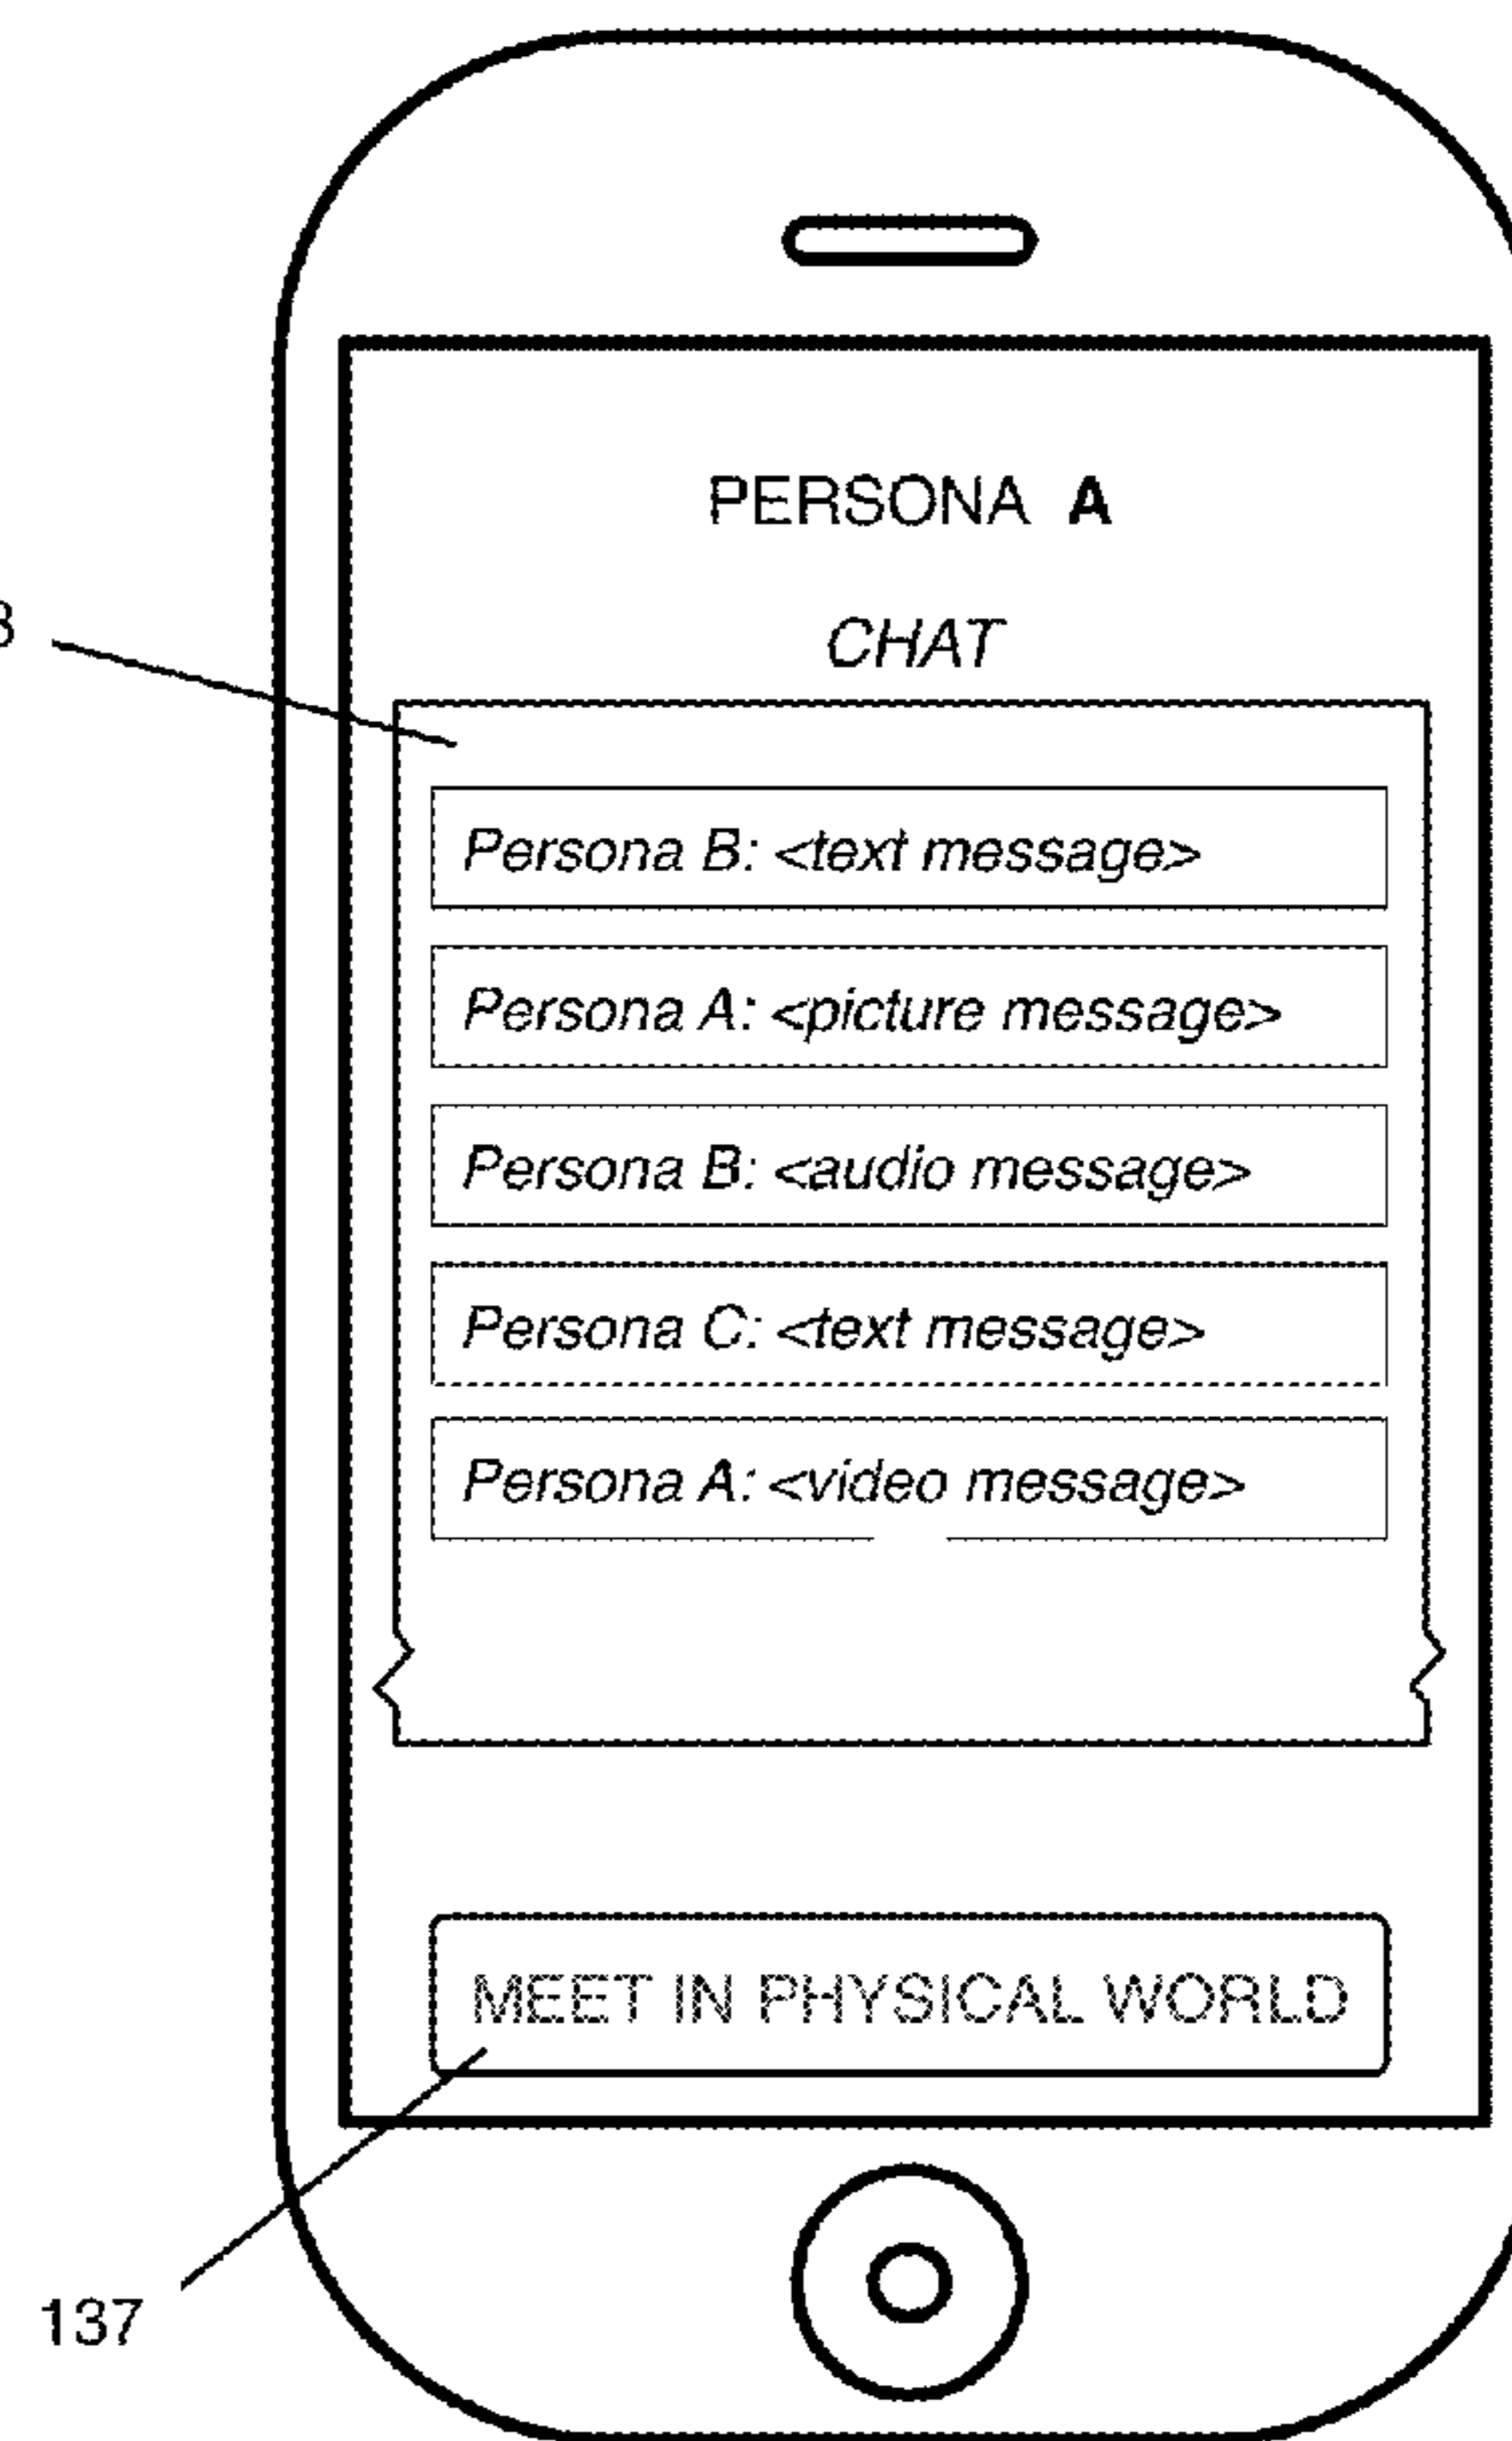 PERSONA A
CHAT
Persona B: <text message>
Persona A: <picture message>
Persona B: <audio message>
Persona C: <text message>
Persona A: <video message>
MEET IN PHYSICAL WORLD
137